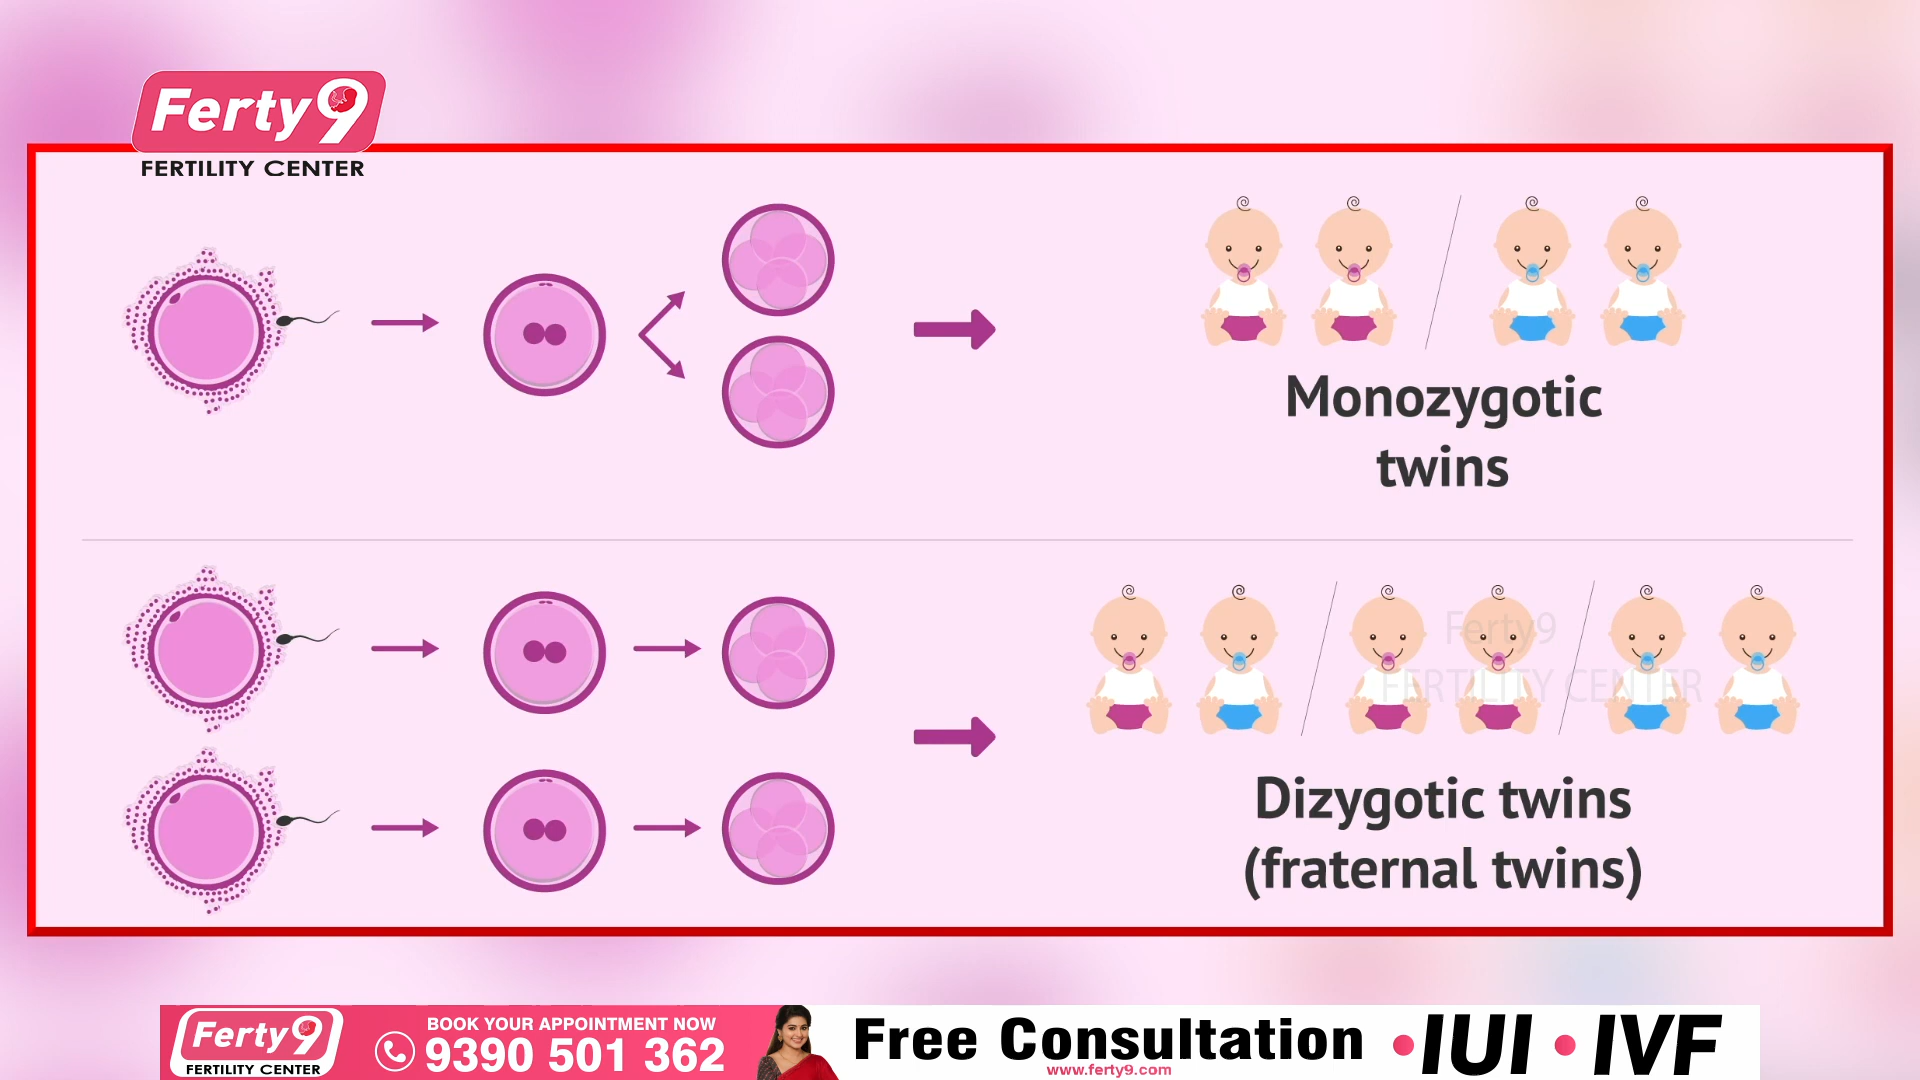 Ferty9
FERTILITY CENTER
Monozygotic
twins
Ferty9
FERTILITY CENTER
Dizygotic twins
(fraternal twins)
Ferty9
FERTILITY CENTER
BOOK YOUR APPOINTMENT NOW
9390 501 362
Free Consultation
www.ferty9.com
• IUI • IVF